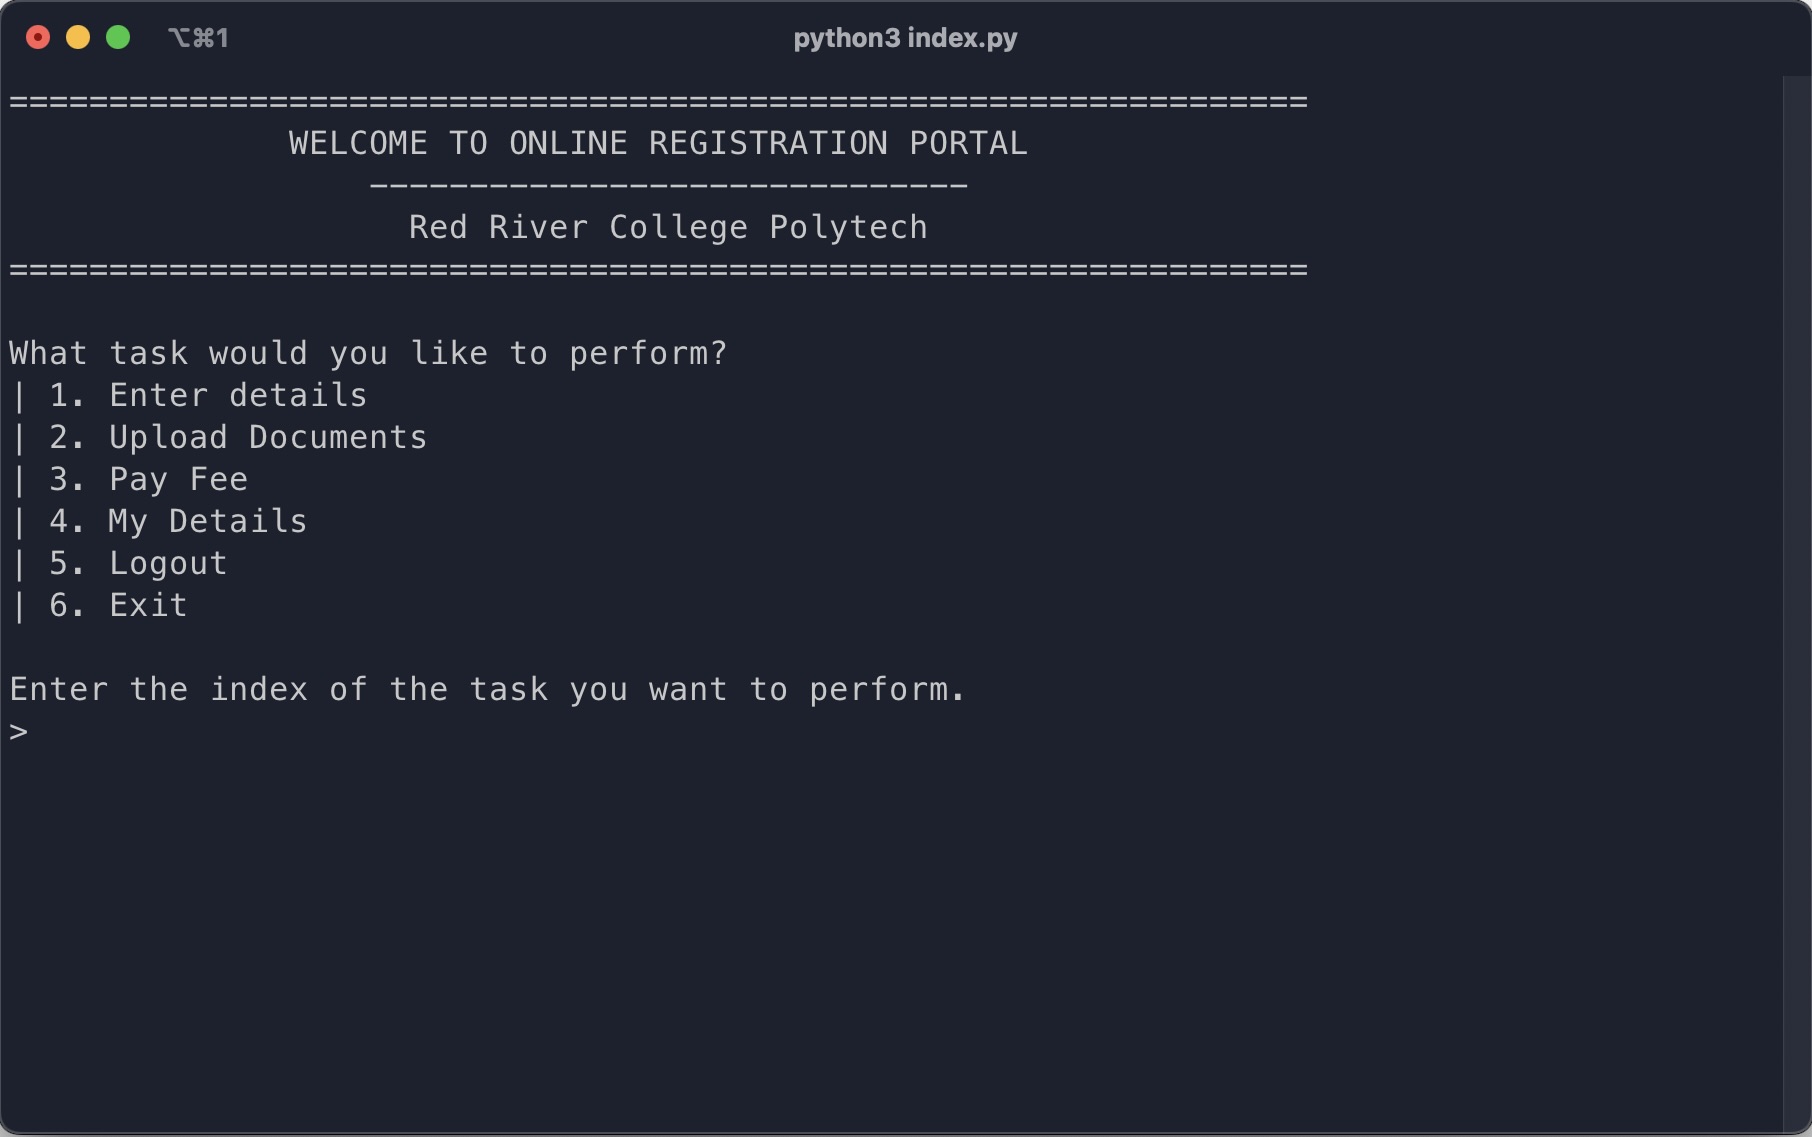 ⌥⌘1
python3 index.py
=================================================================
WELCOME TO ONLINE REGISTRATION PORTAL
------------------------------
Red River College Polytech
=================================================================
What task would you like to perform?
| 1. Enter details
| 2. Upload Documents
| 3. Pay Fee
| 4. My Details
| 5. Logout
| 6. Exit
Enter the index of the task you want to perform.
>